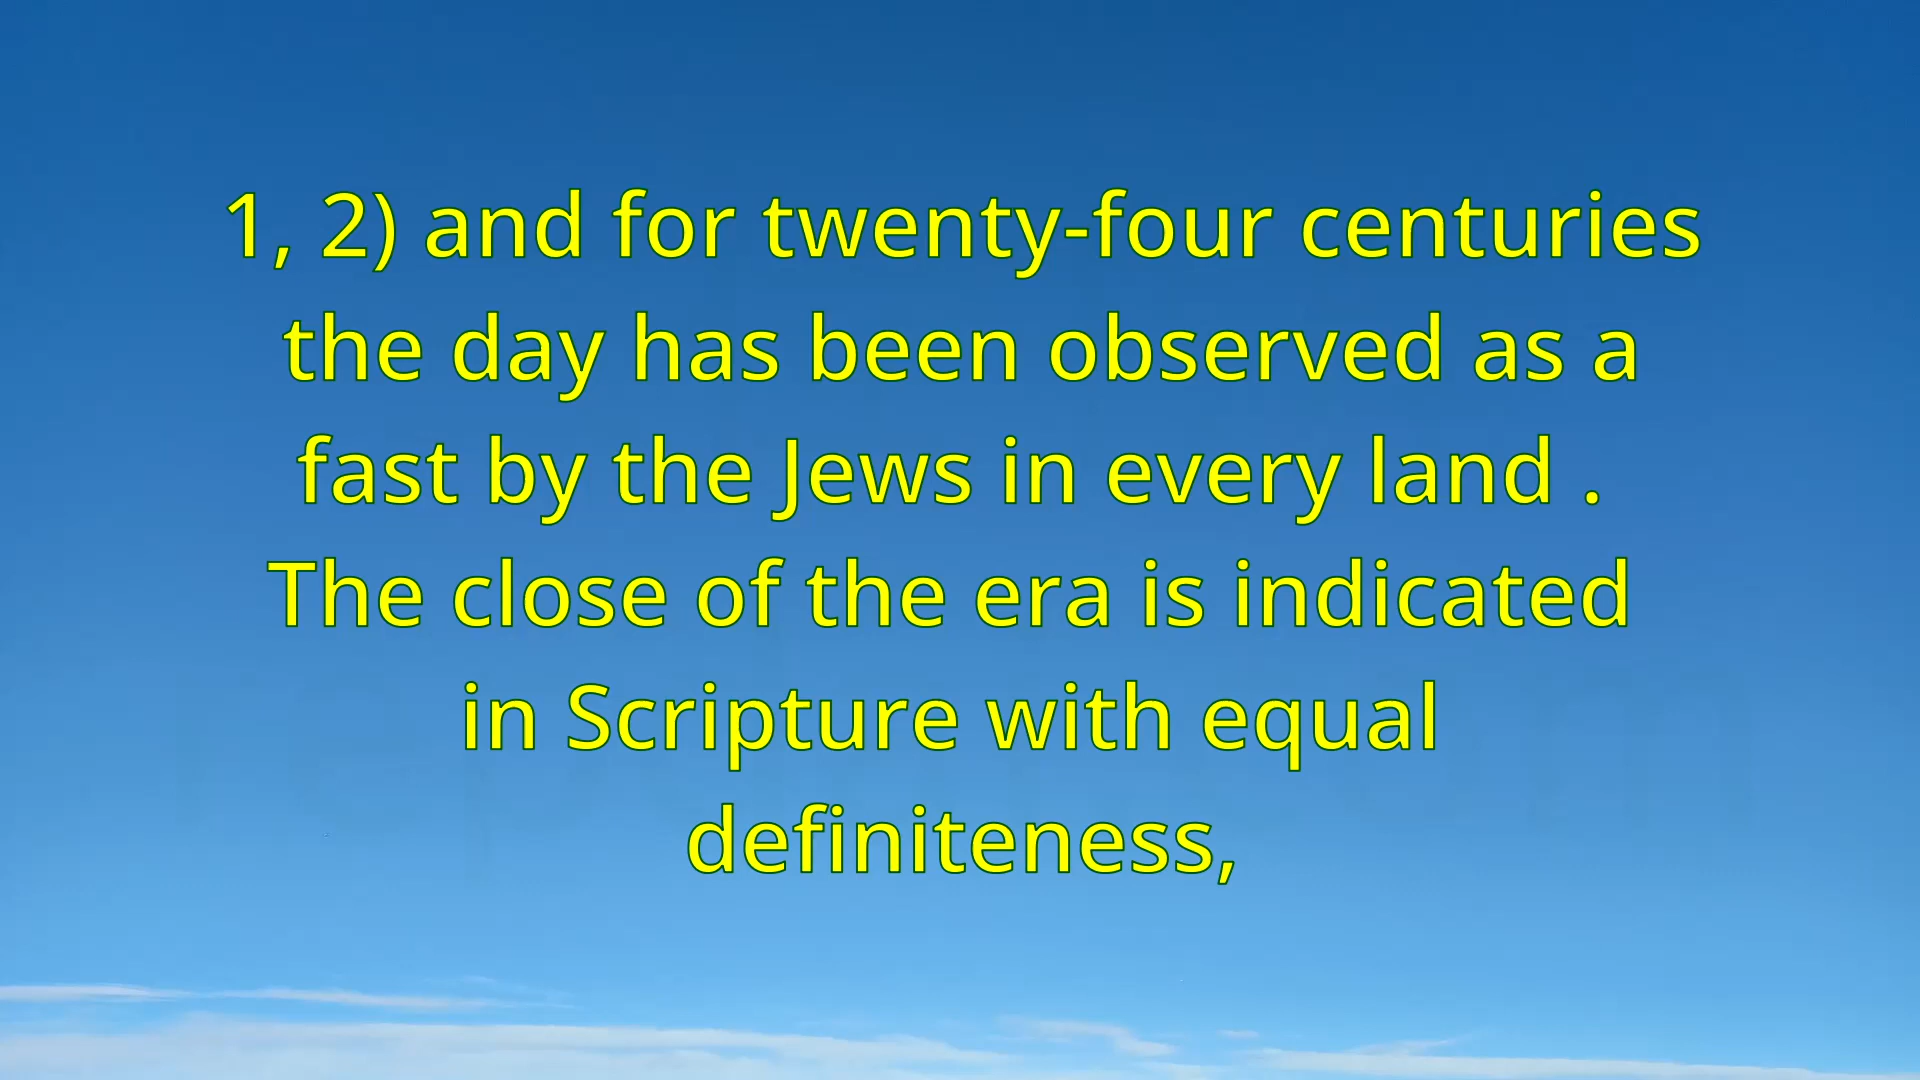 1, 2) and for twenty-four centuries
the day has been observed as a
fast by the Jews in every land .
The close of the era is indicated
in Scripture with equal
definiteness,